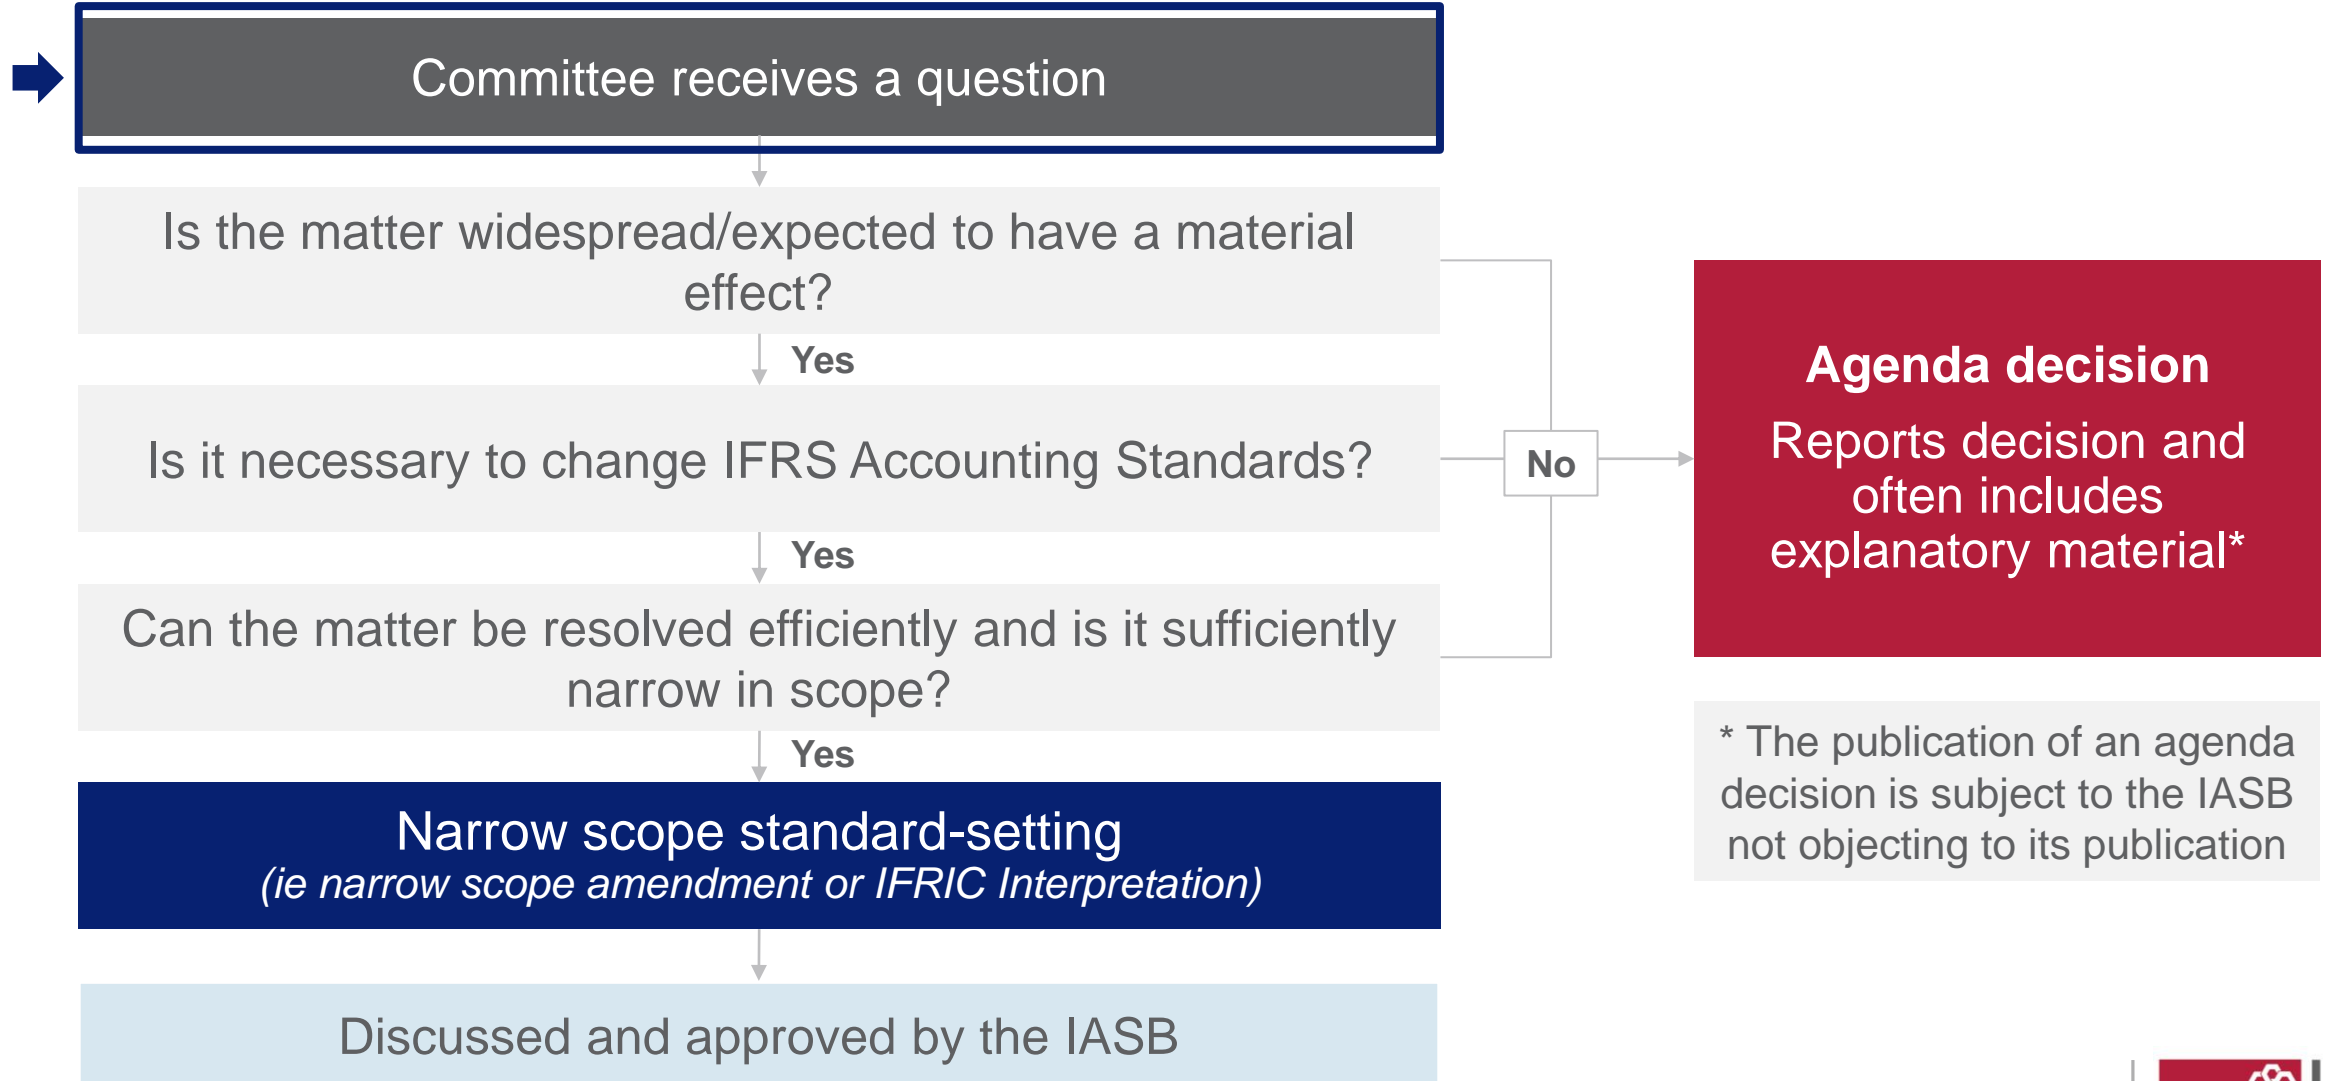 Committee receives a question
Is the matter widespread/expected to have a material
effect?
Yes
Is it necessary to change IFRS Accounting Standards?
Yes
Can the matter be resolved efficiently and is it sufficiently
narrow in scope?
Yes
Narrow scope standard-setting
(ie narrow scope amendment or IFRIC Interpretation)
Discussed and approved by the IASB
No
Agenda decision
Reports decision and
often includes
explanatory material*
* The publication of an agenda
decision is subject to the IASB
not objecting to its publication